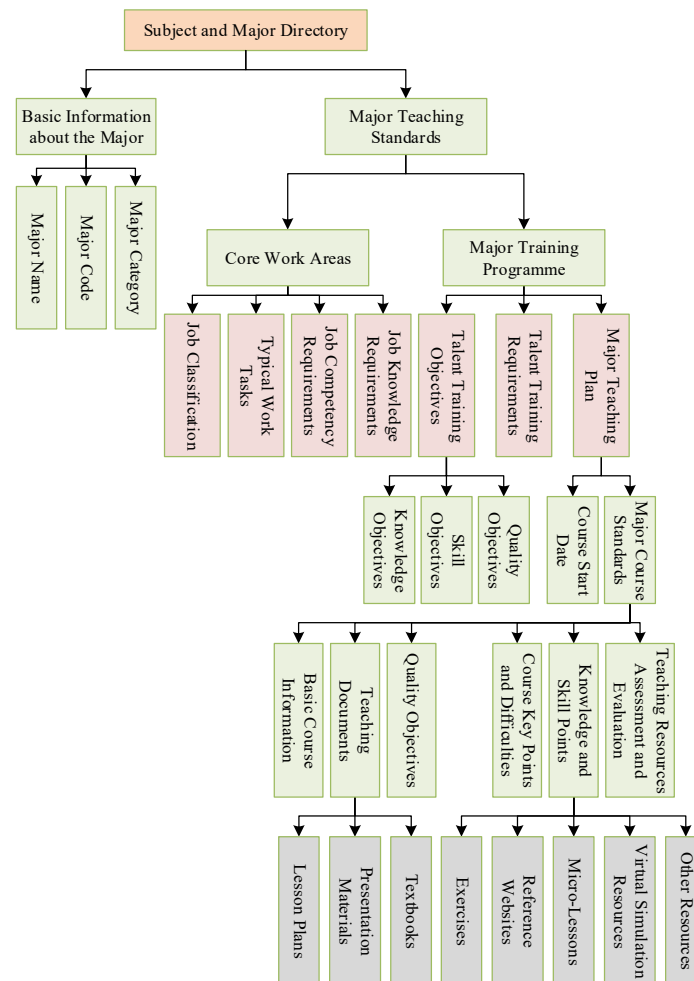 Subject and Major Directory
Basic Information
about the Major
Major Teaching
Standards
Major Name
Major Code
Major Category
Core Work Areas
Major Training
Programme
Job Classification
Typical Work
Tasks
Job Competency
Requirements
Job Knowledge
Requirements
Talent Training
Objectives
Talent Training
Requirements
Major Teaching
Plan
Knowledge
Objectives
Skill
Objectives
Quality
Objectives
Course Start
Date
Major Course
Standards
Basic Course
Information
Teaching
Documents
Quality Objectives
Course Key Points
and Difficulties
Knowledge and
Skill Points
Teaching Resources
Assessment and
Evaluation
Lesson Plans
Presentation
Materials
Textbooks
Exercises
Reference
Websites
Micro-Lessons
Virtual Simulation
Resources
Other Resources